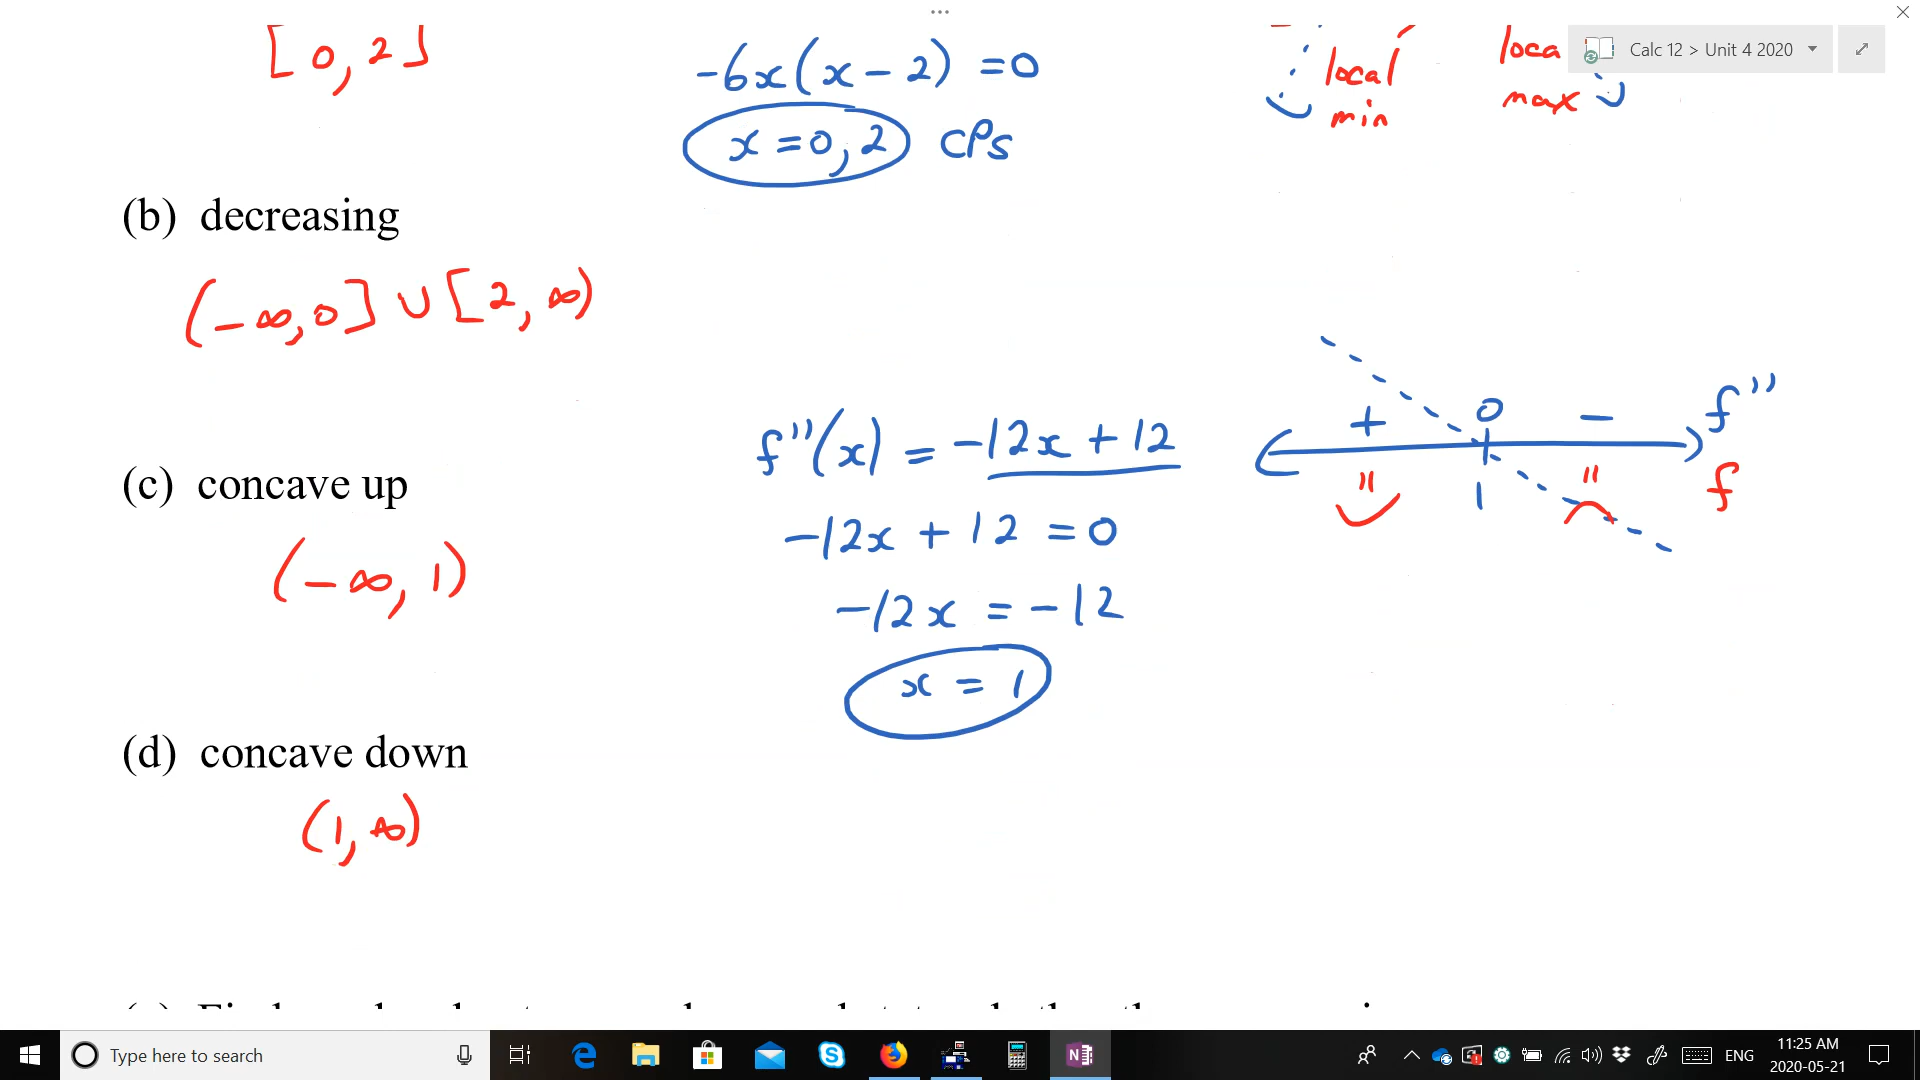 [0, 2]
-6x(x - 2) = 0
x = 0, 2 CPs
local min
loca
max
Calc 12 > Unit 4 2020
(b) decreasing
(-∞, 0] ∪ [2, ∞)
f''(x) = -12x + 12
-12x + 12 = 0
-12x = -12
x = 1
+ 0 - f''
1 f
(c) concave up
(-∞, 1)
(d) concave down
(1, ∞)
Type here to search
ENG
11:25 AM
2020-05-21